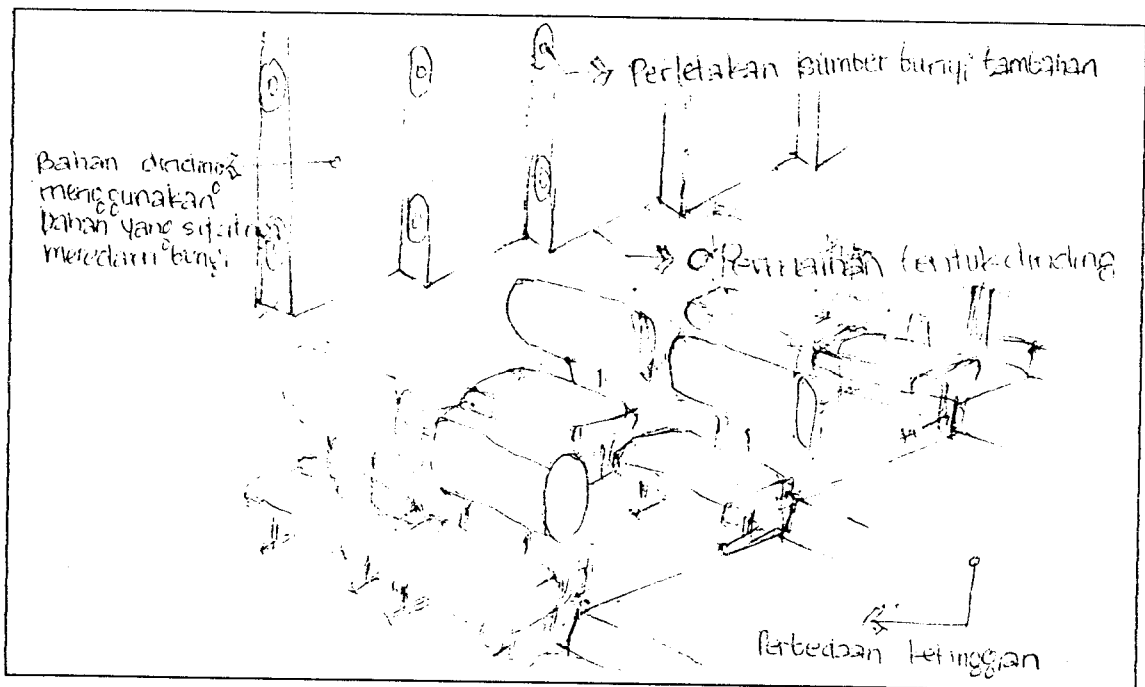 Perletakan sumber bunyi tambahan
Bahan dinding
menggunakan
bahan yang sifatnya
meredam bunyi
Permainan bentuk dinding
Perbedaan ketinggian